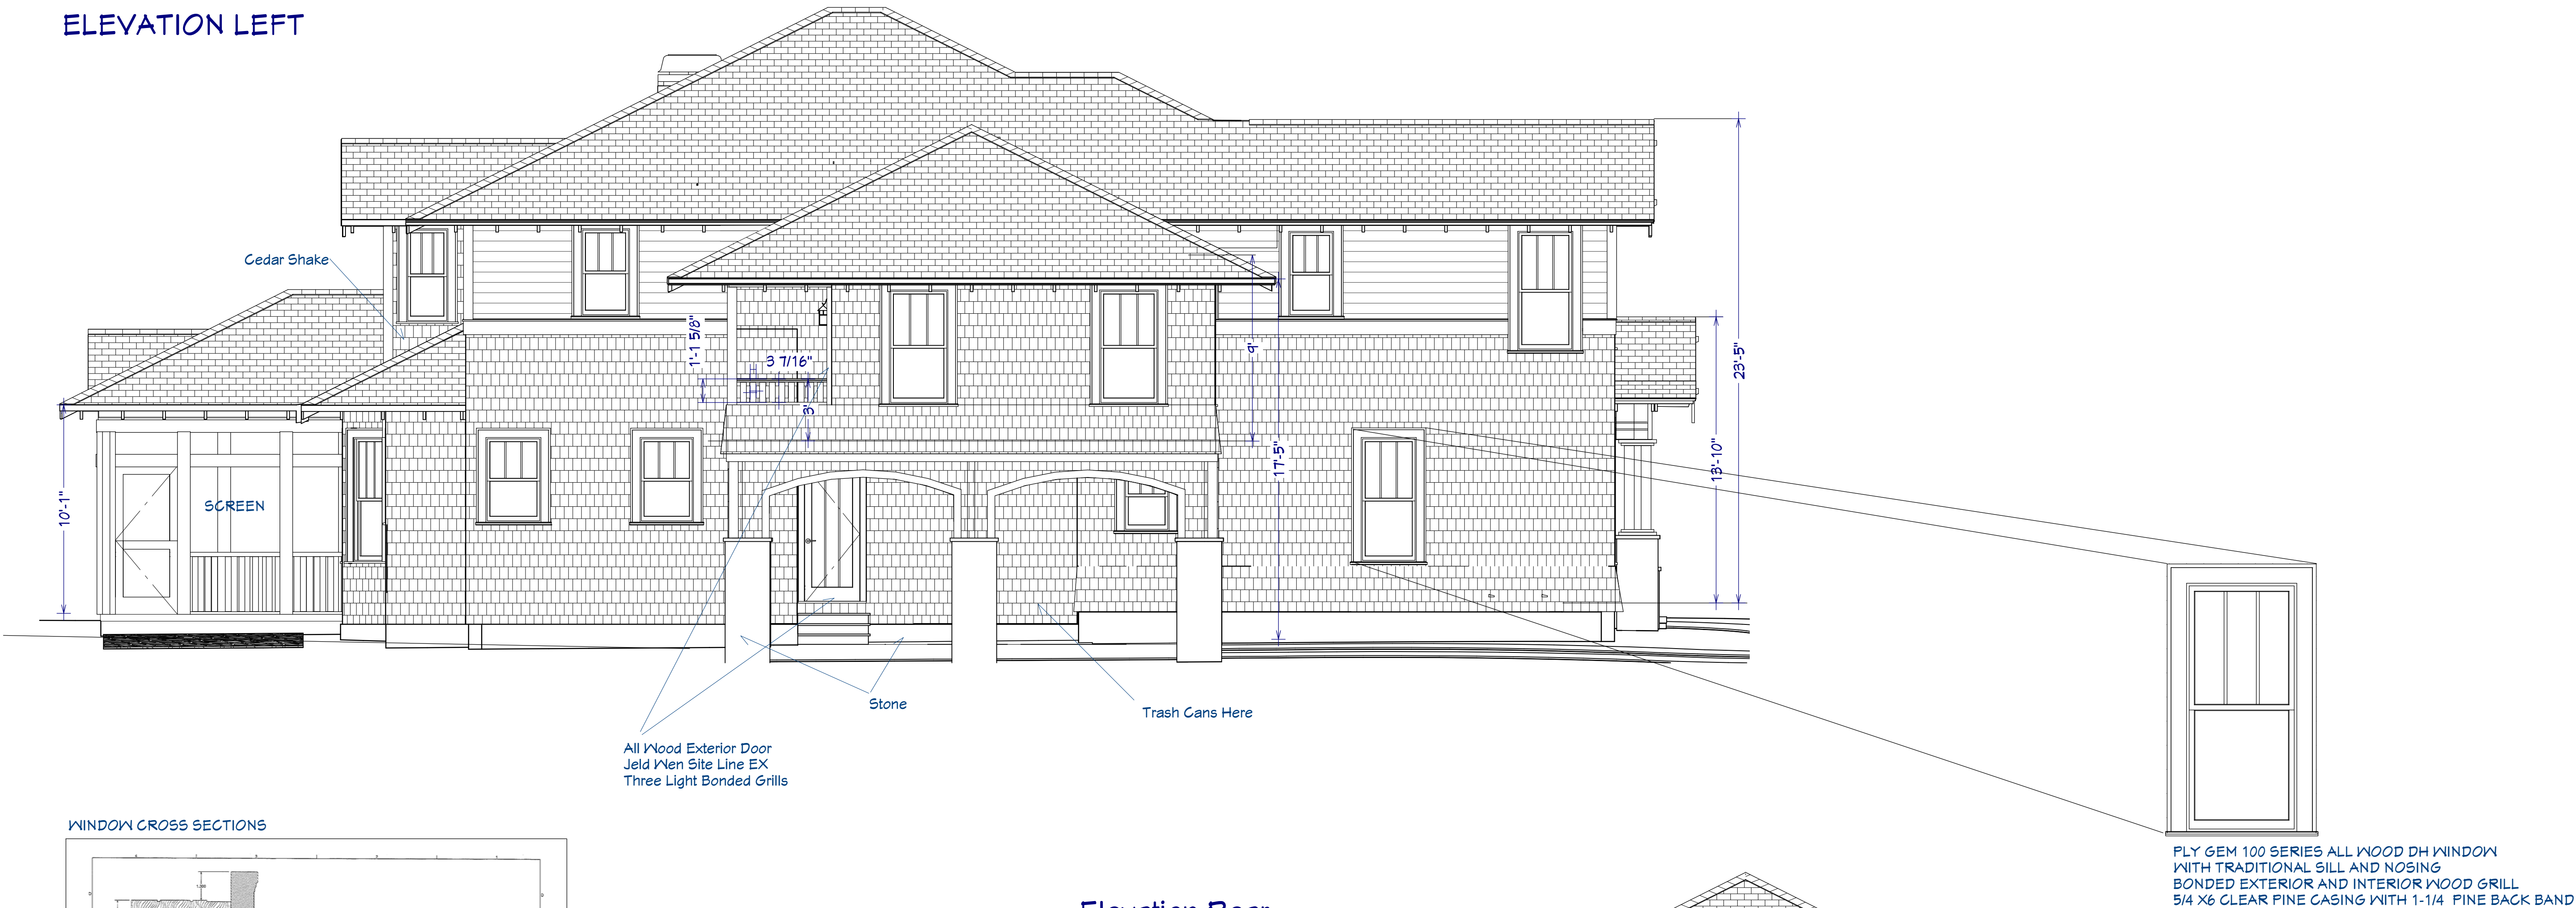 ELEVATION LEFT
Cedar Shake
1'-1 5/8"
3 7/16"
3'
9'
17'-5"
23'-5"
13'-10"
10'-1"
SCREEN
Stone
Trash Cans Here
All Wood Exterior Door
Jeld Wen Site Line EX
Three Light Bonded Grills
WINDOW CROSS SECTIONS
PLY GEM 100 SERIES ALL WOOD DH WINDOW
WITH TRADITIONAL SILL AND NOSING
BONDED EXTERIOR AND INTERIOR WOOD GRILL
5/4 X6 CLEAR PINE CASING WITH 1-1/4 PINE BACK BAND
Elevation Rear